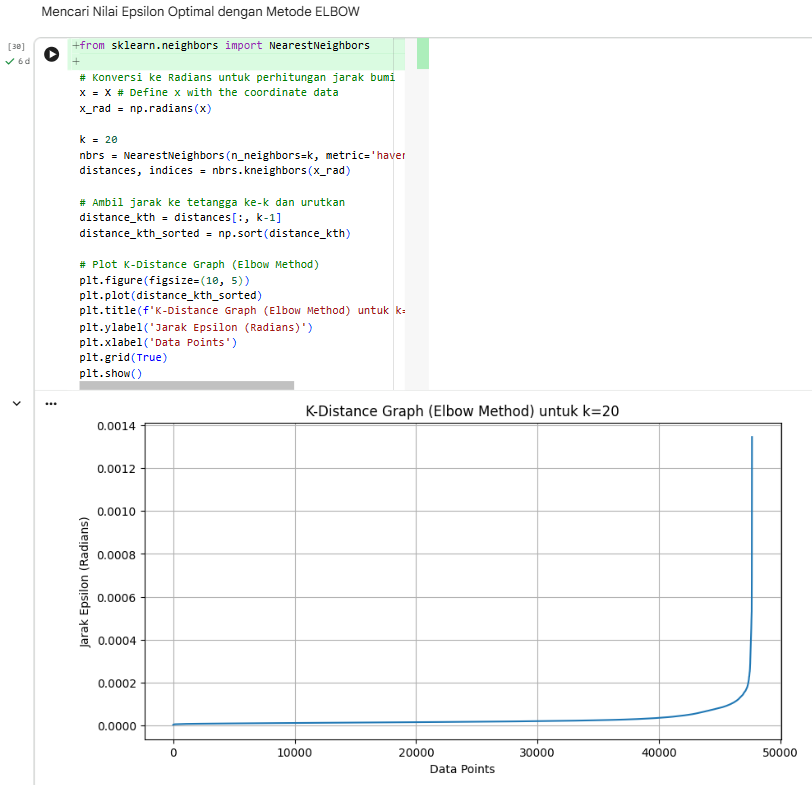 Mencari Nilai Epsilon Optimal dengan Metode ELBOW
[30]
6 d
+from sklearn.neighbors import NearestNeighbors
+
# Konversi ke Radians untuk perhitungan jarak bumi
x = X # Define x with the coordinate data
x_rad = np.radians(x)
k = 20
nbrs = NearestNeighbors(n_neighbors=k, metric='haver
distances, indices = nbrs.kneighbors(x_rad)
# Ambil jarak ke tetangga ke-k dan urutkan
distance_kth = distances[:, k-1]
distance_kth_sorted = np.sort(distance_kth)
# Plot K-Distance Graph (Elbow Method)
plt.figure(figsize=(10, 5))
plt.plot(distance_kth_sorted)
plt.title(f'K-Distance Graph (Elbow Method) untuk k=
plt.ylabel('Jarak Epsilon (Radians)')
plt.xlabel('Data Points')
plt.grid(True)
plt.show()
K-Distance Graph (Elbow Method) untuk k=20
Jarak Epsilon (Radians)
0.0014
0.0012
0.0010
0.0008
0.0006
0.0004
0.0002
0.0000
0 10000 20000 30000 40000 50000
Data Points